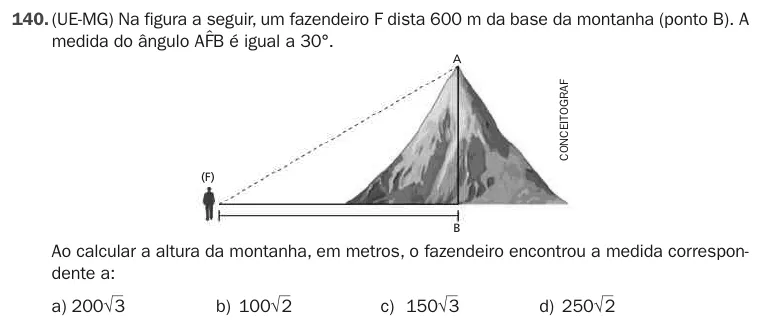 140. (UE-MG) Na figura a seguir, um fazendeiro F dista 600 m da base da montanha (ponto B). A
medida do ângulo AF̂B é igual a 30°.
A
CONCEITOGRAF
(F)
B
Ao calcular a altura da montanha, em metros, o fazendeiro encontrou a medida correspon-
dente a:
a) 200√3 b) 100√2 c) 150√3 d) 250√2